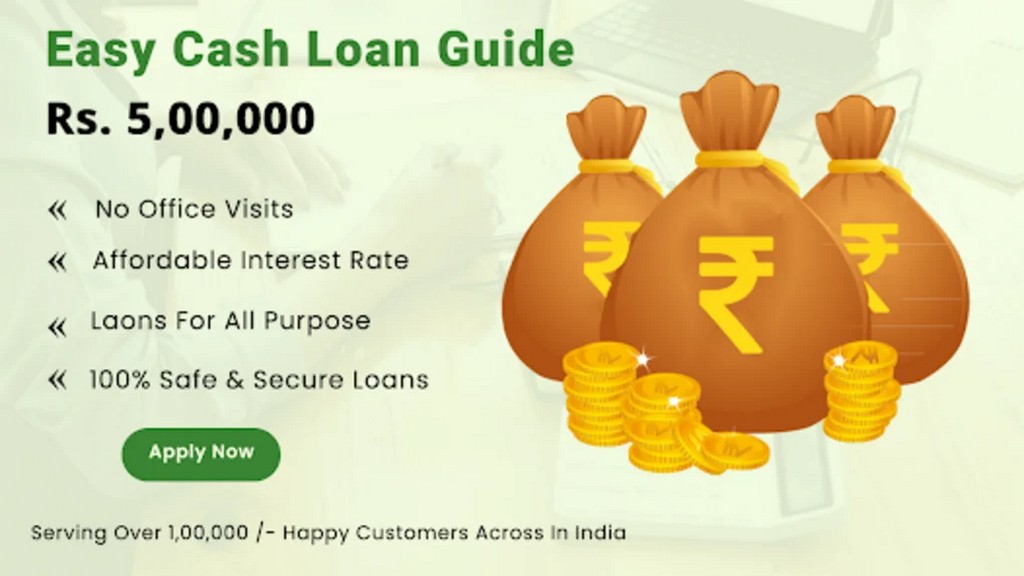 Easy Cash Loan Guide
Rs. 5,00,000
« No Office Visits
« Affordable Interest Rate
« Laons For All Purpose
« 100% Safe & Secure Loans
Apply Now
Serving Over 1,00,000 /- Happy Customers Across In India
₹ ₹ ₹